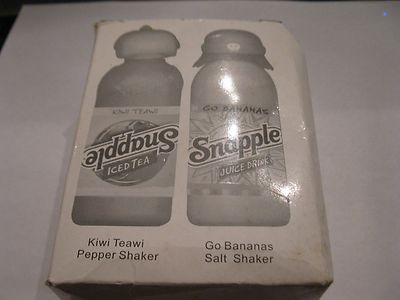 KIWI TEAWI
Snapple
ICED TEA
GO BANANAS
Snapple
JUICE DRINK
Kiwi Teawi
Pepper Shaker
Go Bananas
Salt Shaker